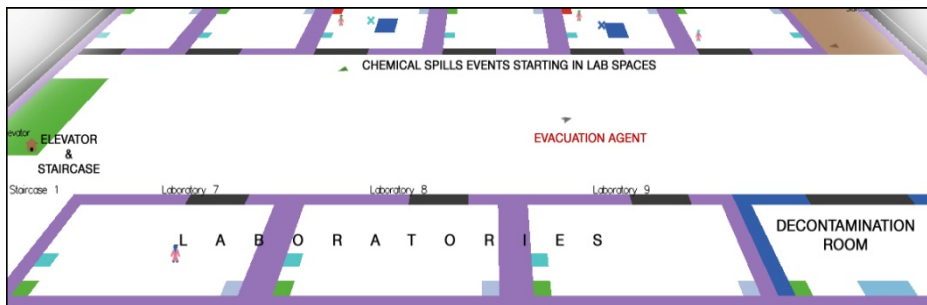 CHEMICAL SPILLS EVENTS STARTING IN LAB SPACES
EVACUATION AGENT
ELEVATOR
&
STAIRCASE
Staircase 1
Laboratory 7
Laboratory 8
Laboratory 9
LABORATORIES
DECONTAMINATION
ROOM